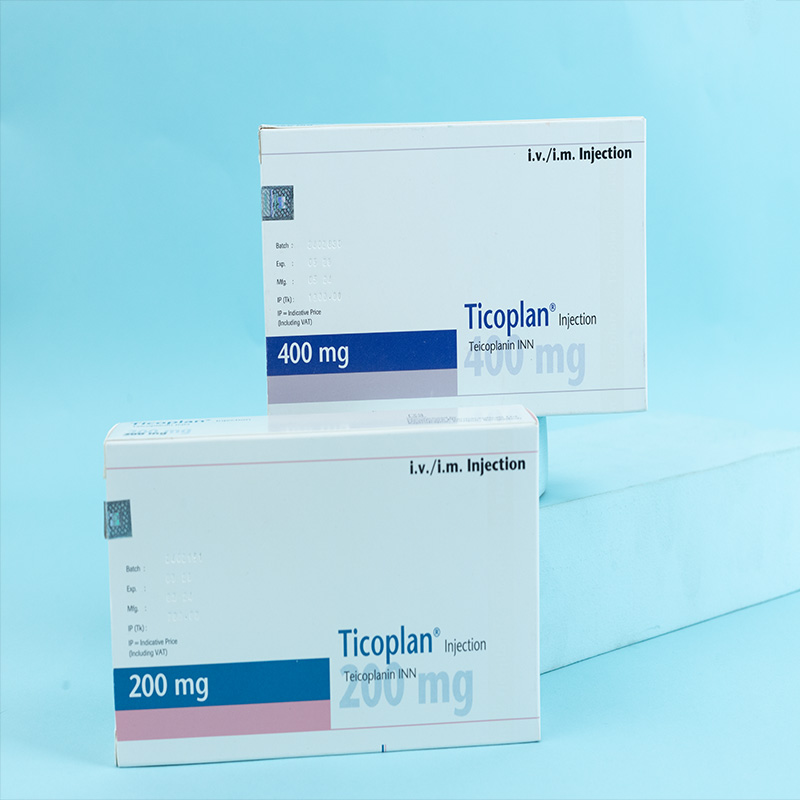 i.v./i.m. Injection
Batch :
Exp. :
Mfg. :
IP (Tk) :
IP = Indicative Price
(Including VAT)
Ticoplan® Injection
Teicoplanin INN
400 mg
400 mg
Ticoplan® Injection
i.v./i.m. Injection
Batch :
Exp. :
Mfg. :
IP (Tk) :
IP = Indicative Price
(Including VAT)
Ticoplan® Injection
Teicoplanin INN
200 mg
200 mg